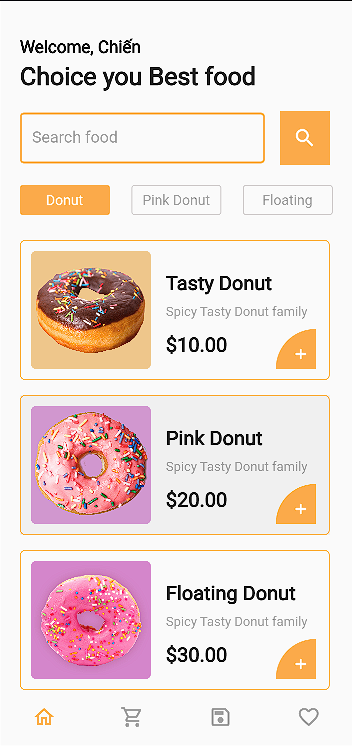 Welcome, Chiến
Choice you Best food
Search food
Donut
Pink Donut
Floating
Tasty Donut
Spicy Tasty Donut family
$10.00
+
Pink Donut
Spicy Tasty Donut family
$20.00
+
Floating Donut
Spicy Tasty Donut family
$30.00
+